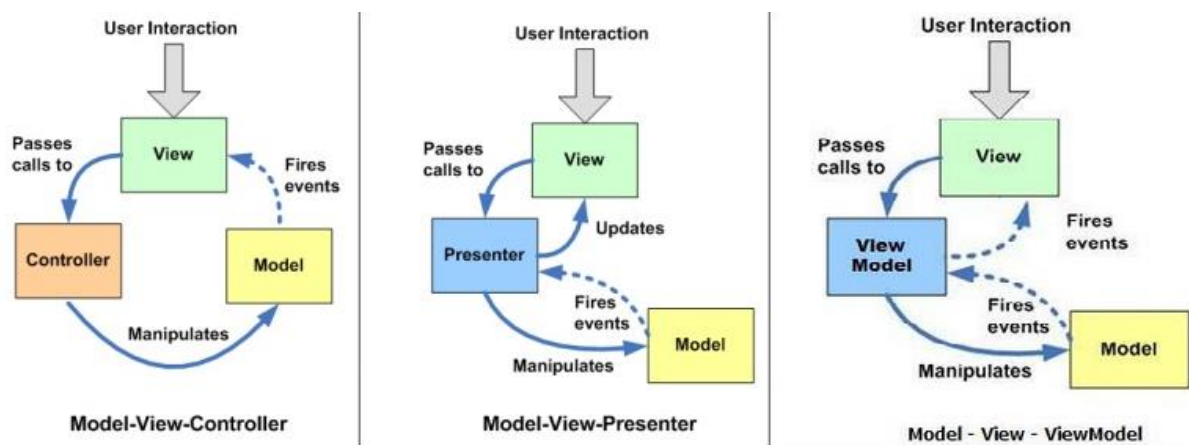 User Interaction
Passes
calls to
View
Fires
events
Controller
Model
Manipulates
Model-View-Controller
User Interaction
Passes
calls to
View
Presenter
Updates
Fires
events
Model
Manipulates
Model-View-Presenter
User Interaction
Passes
calls to
View
Fires
events
VIew
Model
Fires
events
Model
Manipulates
Model - View - ViewModel